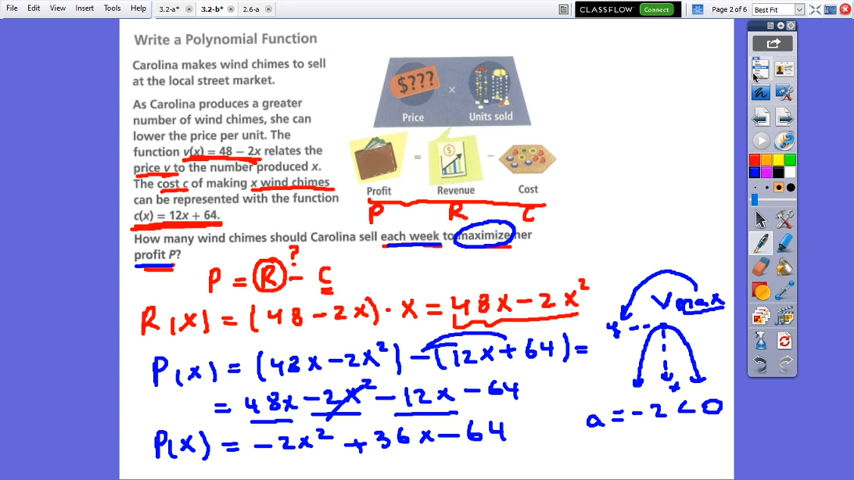 File Edit View Insert Tools Help
3.2-a* 3.2-b* 2.6-a
CLASSFLOW Connect
Page 2 of 6 Best Fit
Write a Polynomial Function
Carolina makes wind chimes to sell
at the local street market.
As Carolina produces a greater
number of wind chimes, she can
lower the price per unit. The
function v(x) = 48 – 2x relates the
price v to the number produced x.
The cost c of making x wind chimes
can be represented with the function
c(x) = 12x + 64.
$???
Price × Units sold
$
= –
Profit Revenue Cost
P R C
How many wind chimes should Carolina sell each week to maximize her
profit P?
?
P = R – C
R(x) = (48 – 2x) · x = 48x – 2x²
P(x) = (48x – 2x²) – (12x + 64) =
= 48x – 2x² – 12x – 64
P(x) = –2x² + 36x – 64
V max
y
x
a = –2 < 0